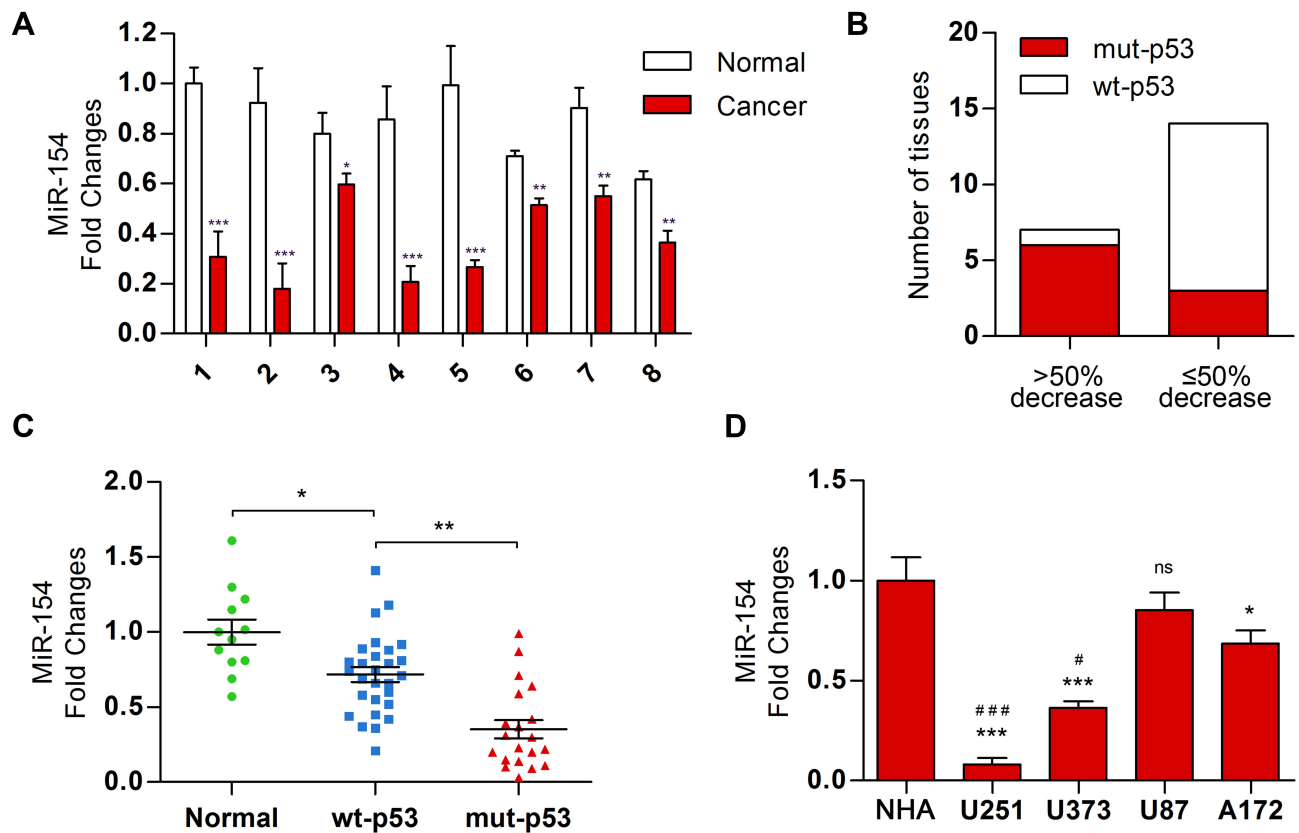 A
MiR-154
Fold Changes
1.2
1.0
0.8
0.6
0.4
0.2
0.0
Normal
Cancer
***
***
*
***
***
**
**
**
1 2 3 4 5 6 7 8
B
Number of tissues
20
15
10
5
0
mut-p53
wt-p53
>50%
decrease
≤50%
decrease
C
MiR-154
Fold Changes
2.0
1.5
1.0
0.5
0.0
*
**
Normal wt-p53 mut-p53
D
MiR-154
Fold Changes
1.5
1.0
0.5
0.0
###
***
#
***
ns
*
NHA U251 U373 U87 A172